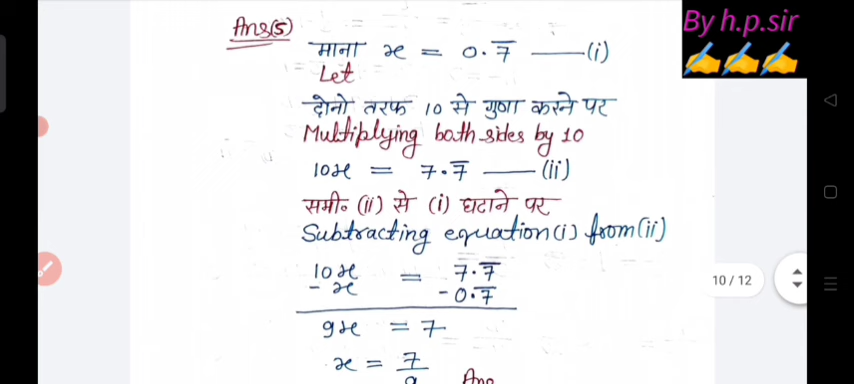 Ans(5)
By h.p.sir
माना x = 0.7̅ —(i)
Let
दोनो तरफ 10 से गुणा करने पर
Multiplying both sides by 10
10x = 7.7̅ —(ii)
समी० (ii) से (i) घटाने पर
Subtracting equation(i) from(ii)
10x = 7.7̅
- x - 0.7̅
9x = 7
x = 7/9
Ans
10 / 12